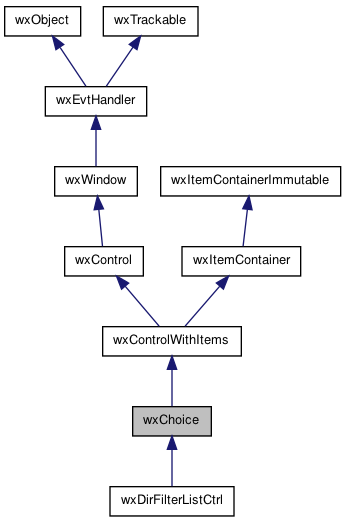 wxObject
wxTrackable
wxEvtHandler
wxWindow
wxItemContainerImmutable
wxControl
wxItemContainer
wxControlWithItems
wxChoice
wxDirFilterListCtrl